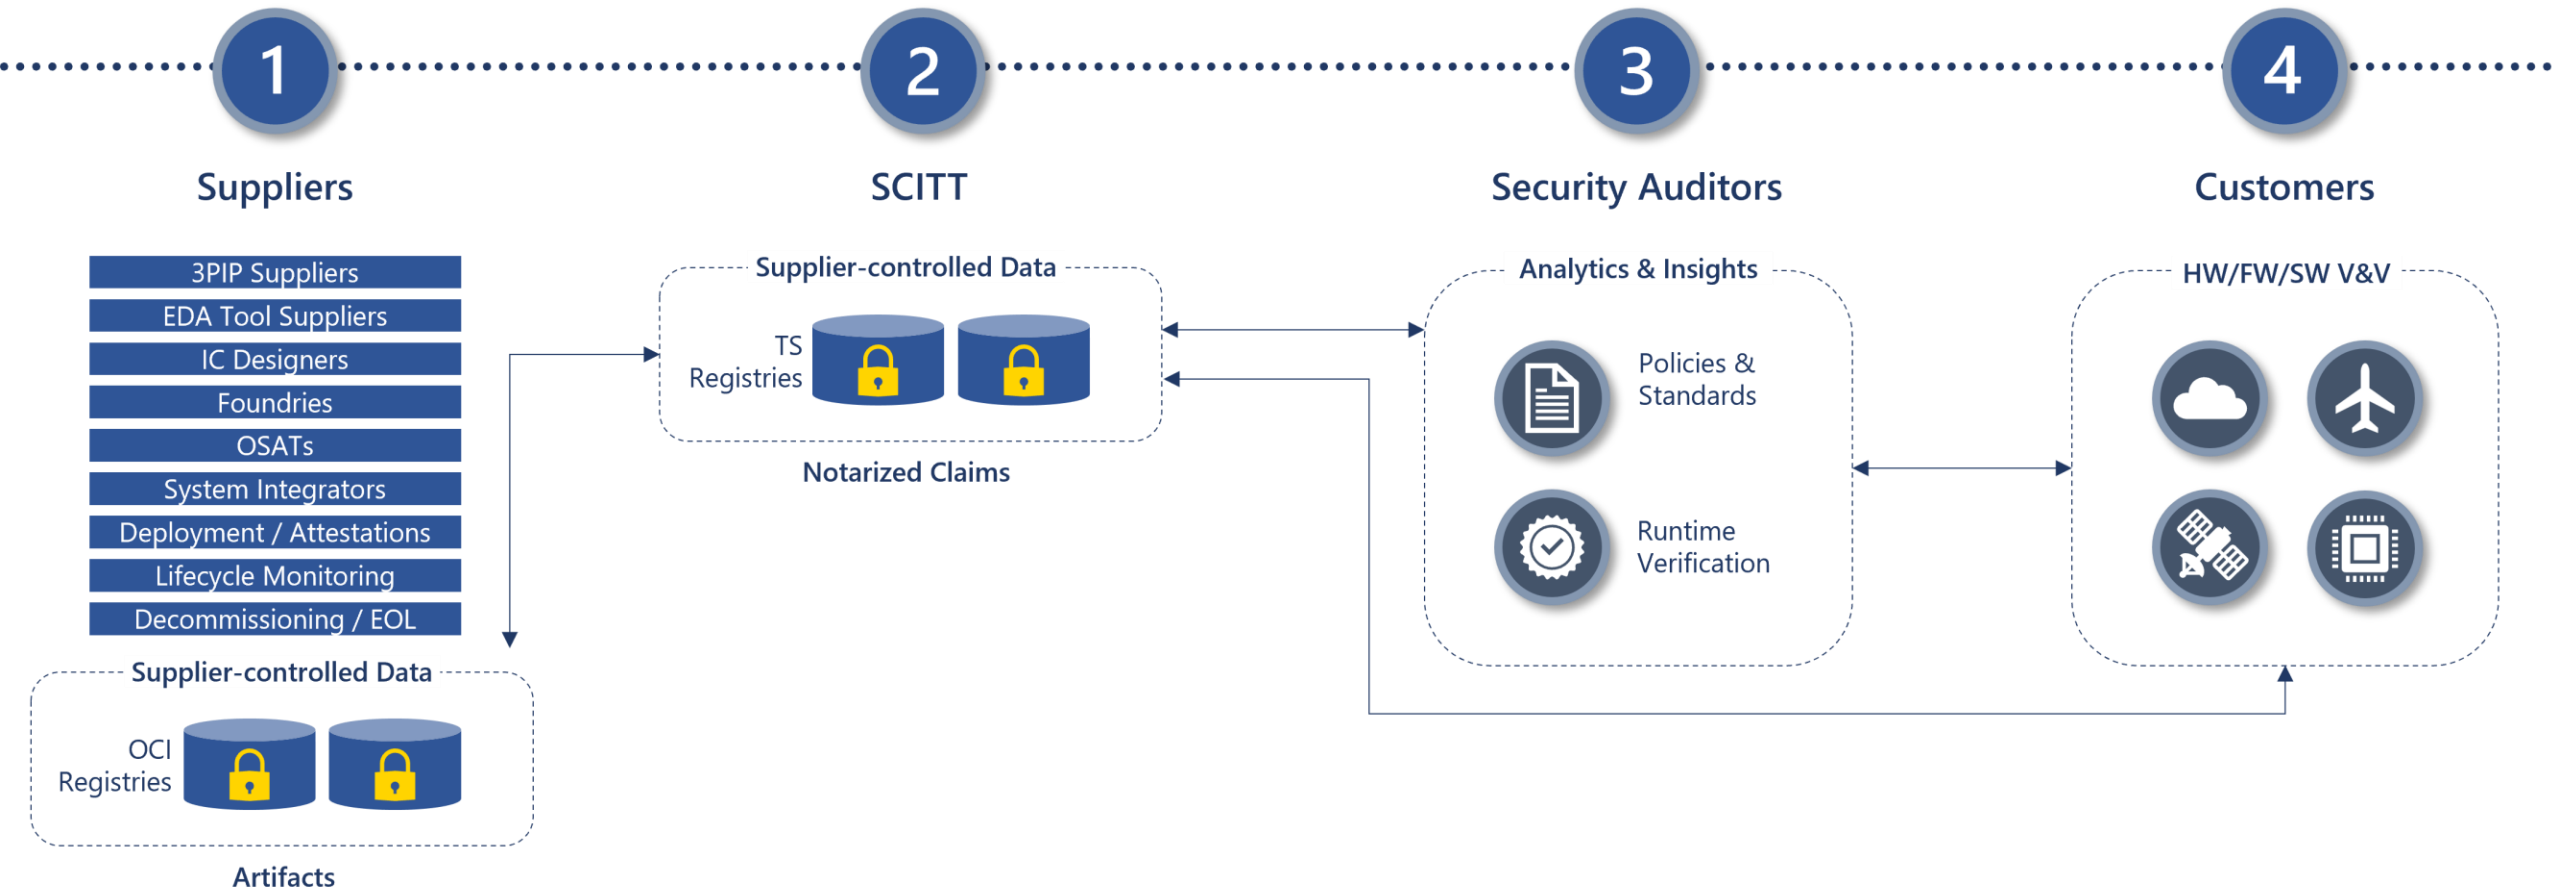 1
2
3
4
Suppliers
SCITT
Security Auditors
Customers
3PIP Suppliers
EDA Tool Suppliers
IC Designers
Foundries
OSATs
System Integrators
Deployment / Attestations
Lifecycle Monitoring
Decommissioning / EOL
Supplier-controlled Data
OCI
Registries
Artifacts
Supplier-controlled Data
TS
Registries
Notarized Claims
Analytics & Insights
Policies &
Standards
Runtime
Verification
HW/FW/SW V&V